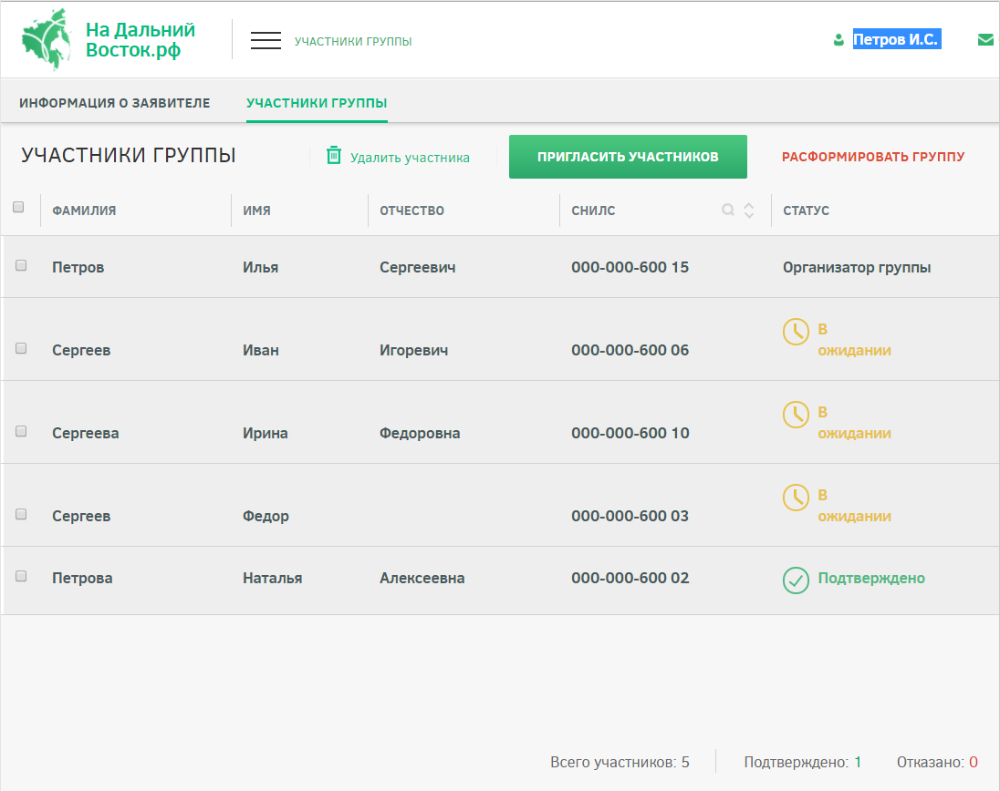 На Дальний
Восток.рф
УЧАСТНИКИ ГРУППЫ
Петров И.С.
ИНФОРМАЦИЯ О ЗАЯВИТЕЛЕ
УЧАСТНИКИ ГРУППЫ
УЧАСТНИКИ ГРУППЫ
Удалить участника
ПРИГЛАСИТЬ УЧАСТНИКОВ
РАСФОРМИРОВАТЬ ГРУППУ
ФАМИЛИЯ ИМЯ ОТЧЕСТВО СНИЛС СТАТУС
Петров Илья Сергеевич 000-000-600 15 Организатор группы
Сергеев Иван Игоревич 000-000-600 06 В
ожидании
Сергеева Ирина Федоровна 000-000-600 10 В
ожидании
Сергеев Федор 000-000-600 03 В
ожидании
Петрова Наталья Алексеевна 000-000-600 02 Подтверждено
Всего участников: 5 Подтверждено: 1 Отказано: 0